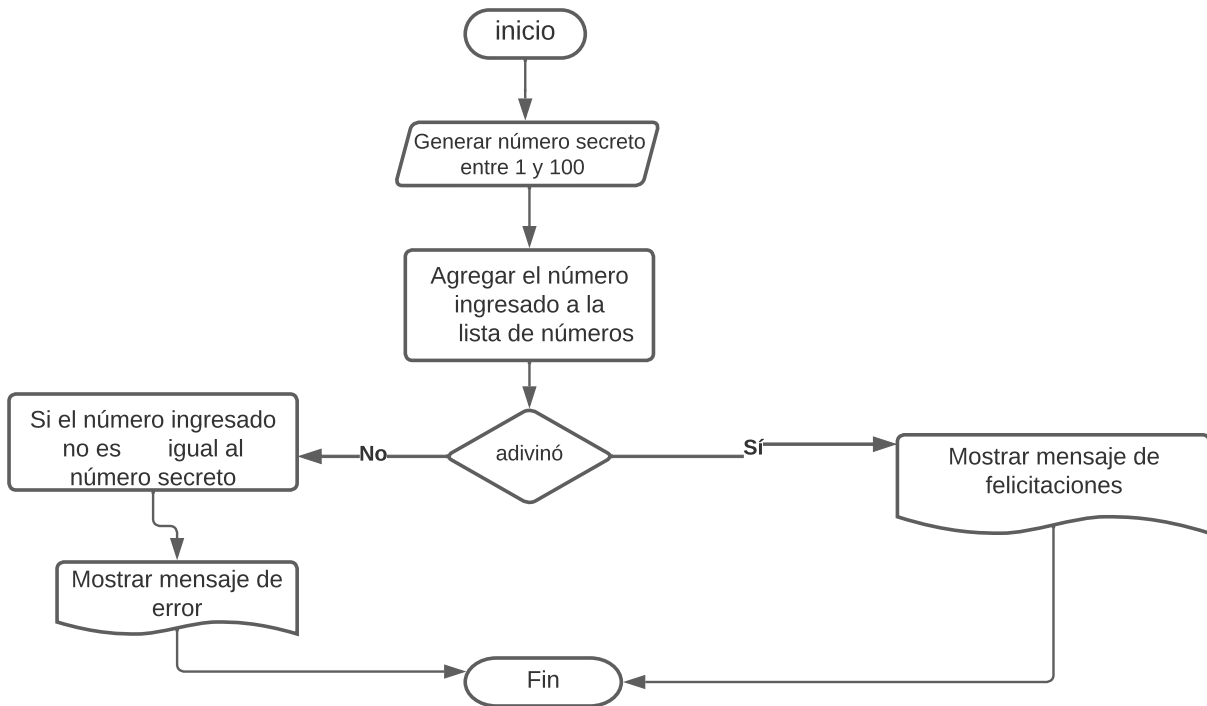 inicio
Generar número secreto
entre 1 y 100
Agregar el número
ingresado a la
lista de números
adivinó
No
Sí
Si el número ingresado
no es igual al
número secreto
Mostrar mensaje de
felicitaciones
Mostrar mensaje de
error
Fin